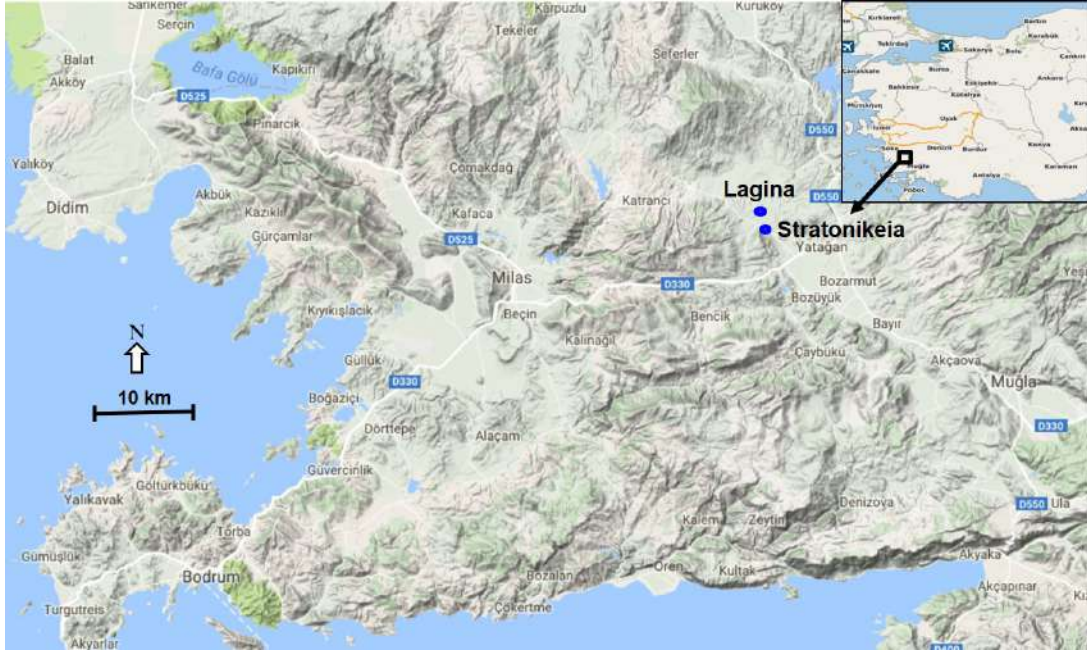 Sarıkemer
Serçin
Karpuzlu
Kuruköy
Tekeler
Balat
Akköy
Bafa Gölü
Kapıkırı
Seferler
D525
Pınarcık
D550
Çomakdağ
Yalıköy
Didim
Akbük
Kazıklı
Gürçamlar
Kafaca
D525
Katrancı
Lagina
D550
Stratonikeia
Yatağan
Milas
D330
Bozarmut
Bozüyük
Kıyıkışlacık
Beçin
Bencik
Bayır
Kalınağıl
N
Güllük
Çaybükü
Akçaova
10 km
D330
Muğla
Boğaziçi
D330
Dörttepe
Alaçam
Güvercinlik
Göltürkbükü
Yalıkavak
Denizova
D550
Ula
Torba
Kalem
Zeytin
Gümüşlük
Bodrum
Bozalan
Ören
Kultak
Akyaka
Akçapınar
Turgutreis
Çökertme
Akyarlar
D400
Kırklareli
Tekirdağ
Bartın
Karabük
Sakarya
Bolu
Çankırı
Çanakkale
Bursa
Balıkesir
Eskişehir
Kütahya
Ankara
İzmir
Uşak
Denizli
Burdur
Konya
Muğla
Antalya
Karaman